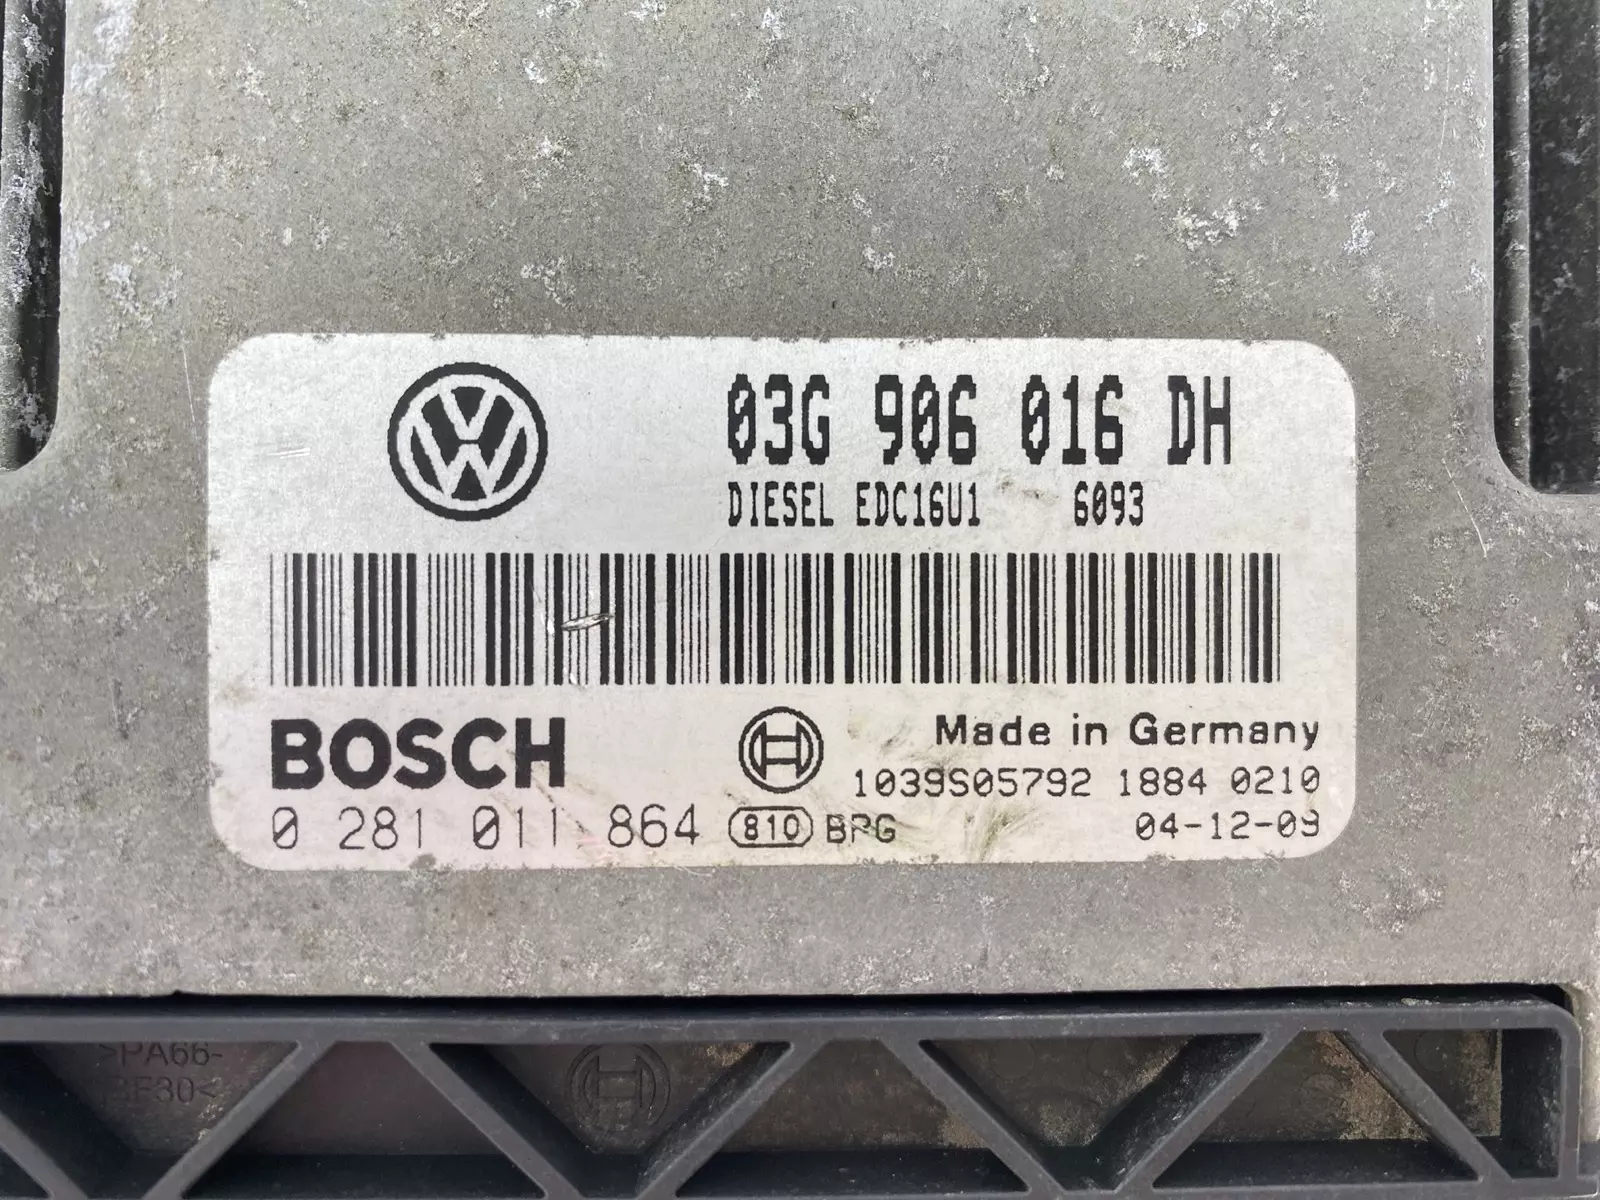 03G 906 016 DH
DIESEL EDC16U1 6093
BOSCH
Made in Germany
1039S05792 1884 0210
0 281 011 864 810 BPG 04-12-09
>PA66-